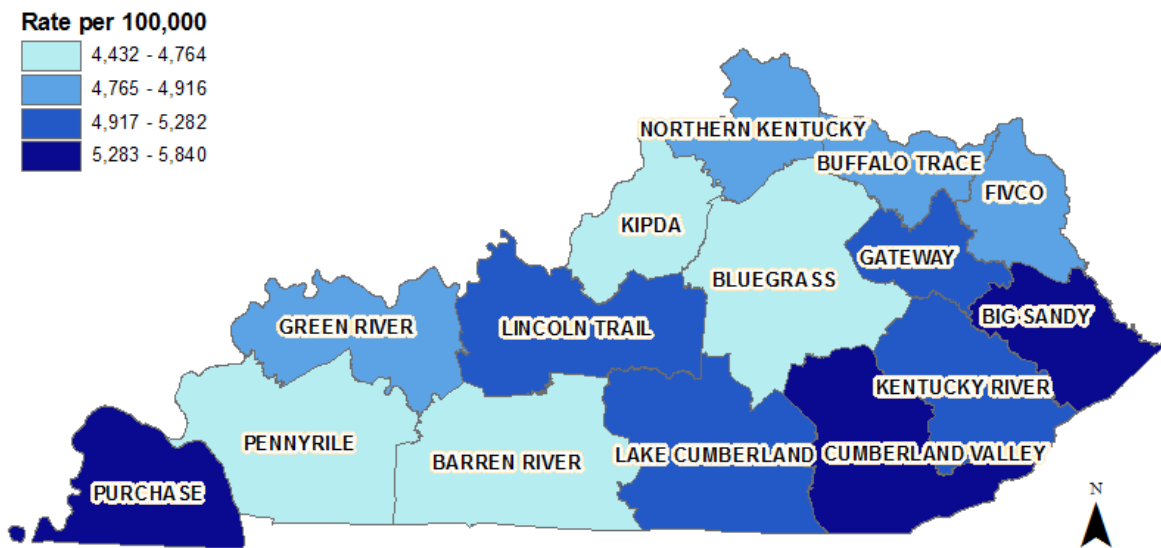 Rate per 100,000
4,432 - 4,764
4,765 - 4,916
4,917 - 5,282
5,283 - 5,840
NORTHERN KENTUCKY
BUFFALO TRACE
FIVCO
KIPDA
GATEWAY
BLUEGRASS
BIG SANDY
GREEN RIVER
LINCOLN TRAIL
KENTUCKY RIVER
PENNYRILE
BARREN RIVER
LAKE CUMBERLAND
CUMBERLAND VALLEY
PURCHASE
N